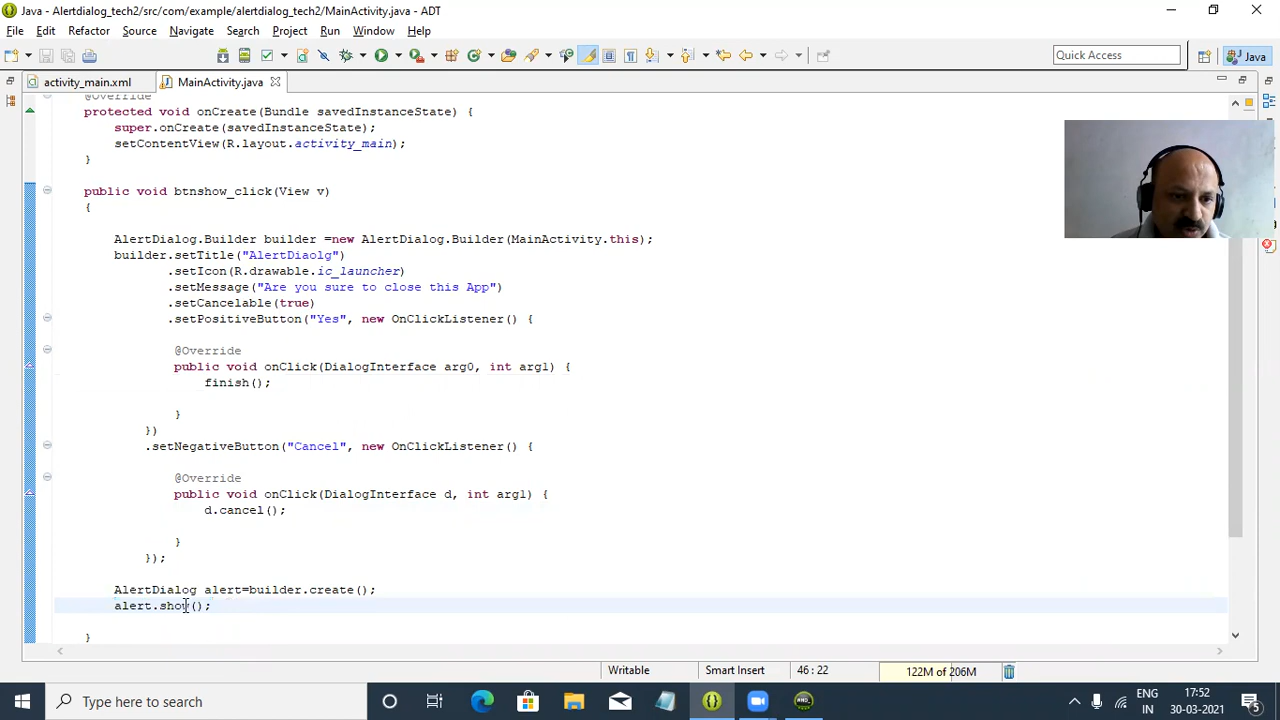 Java - Alertdialog_tech2/src/com/example/alertdialog_tech2/MainActivity.java - ADT
File Edit Refactor Source Navigate Search Project Run Window Help
Quick Access
Java
activity_main.xml
MainActivity.java
@Override
protected void onCreate(Bundle savedInstanceState) {
super.onCreate(savedInstanceState);
setContentView(R.layout.activity_main);
}
public void btnshow_click(View v)
{
AlertDialog.Builder builder =new AlertDialog.Builder(MainActivity.this);
builder.setTitle("AlertDiaolg")
.setIcon(R.drawable.ic_launcher)
.setMessage("Are you sure to close this App")
.setCancelable(true)
.setPositiveButton("Yes", new OnClickListener() {
@Override
public void onClick(DialogInterface arg0, int arg1) {
finish();
}
})
.setNegativeButton("Cancel", new OnClickListener() {
@Override
public void onClick(DialogInterface d, int arg1) {
d.cancel();
}
});
AlertDialog alert=builder.create();
alert.show();
}
Writable
Smart Insert
46 : 22
122M of 206M
Type here to search
ENG
IN
17:52
30-03-2021
5